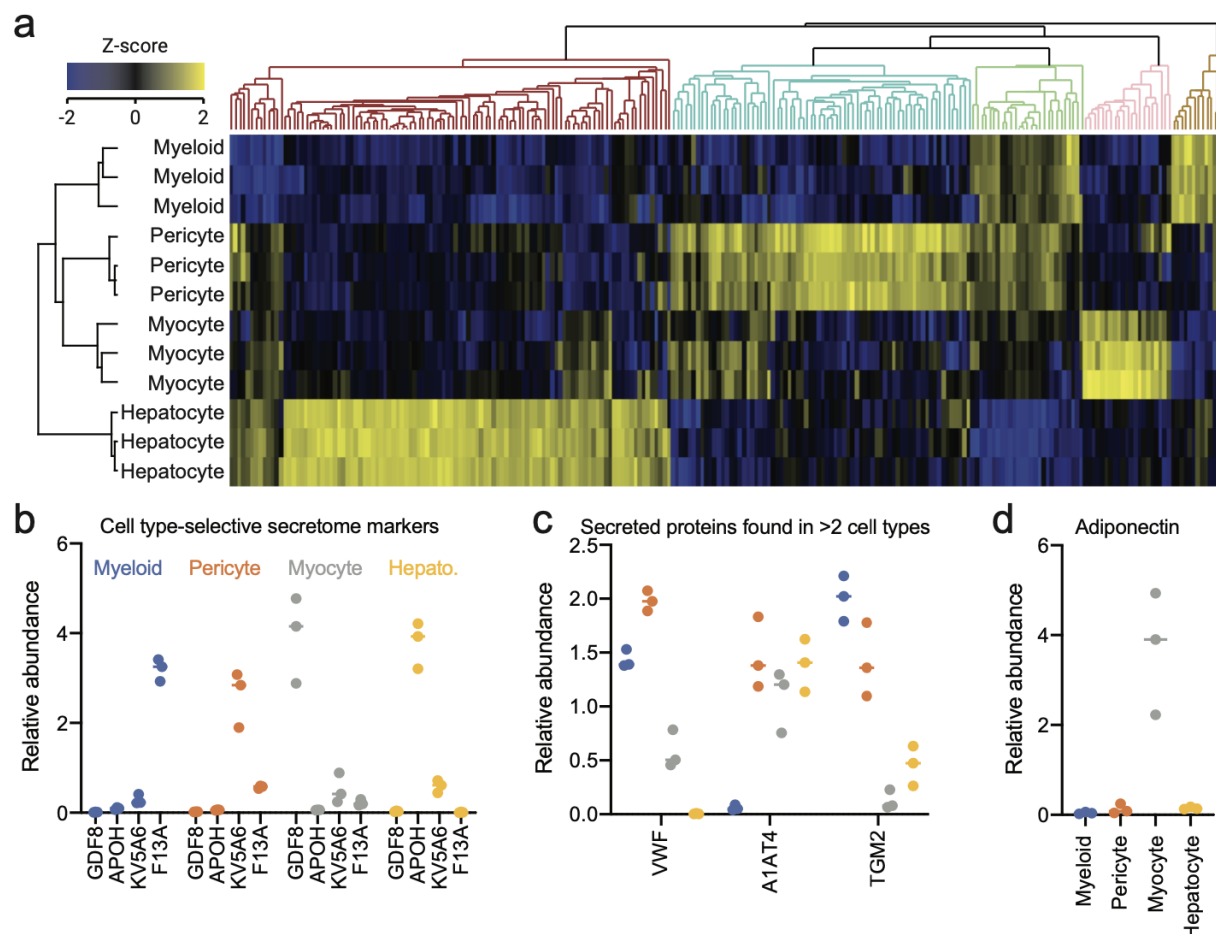 a
Z-score
-2 0 2
Myeloid
Myeloid
Myeloid
Pericyte
Pericyte
Pericyte
Myocyte
Myocyte
Myocyte
Hepatocyte
Hepatocyte
Hepatocyte
b
Cell type-selective secretome markers
Myeloid Pericyte Myocyte Hepato.
Relative abundance
6
4
2
0
GDF8 APOH KV5A6 F13A GDF8 APOH KV5A6 F13A GDF8 APOH KV5A6 F13A GDF8 APOH KV5A6 F13A
c
Secreted proteins found in >2 cell types
Relative abundance
2.5
2.0
1.5
1.0
0.5
0.0
VWF A1AT4 TGM2
d
Adiponectin
Relative abundance
6
4
2
0
Myeloid Pericyte Myocyte Hepatocyte